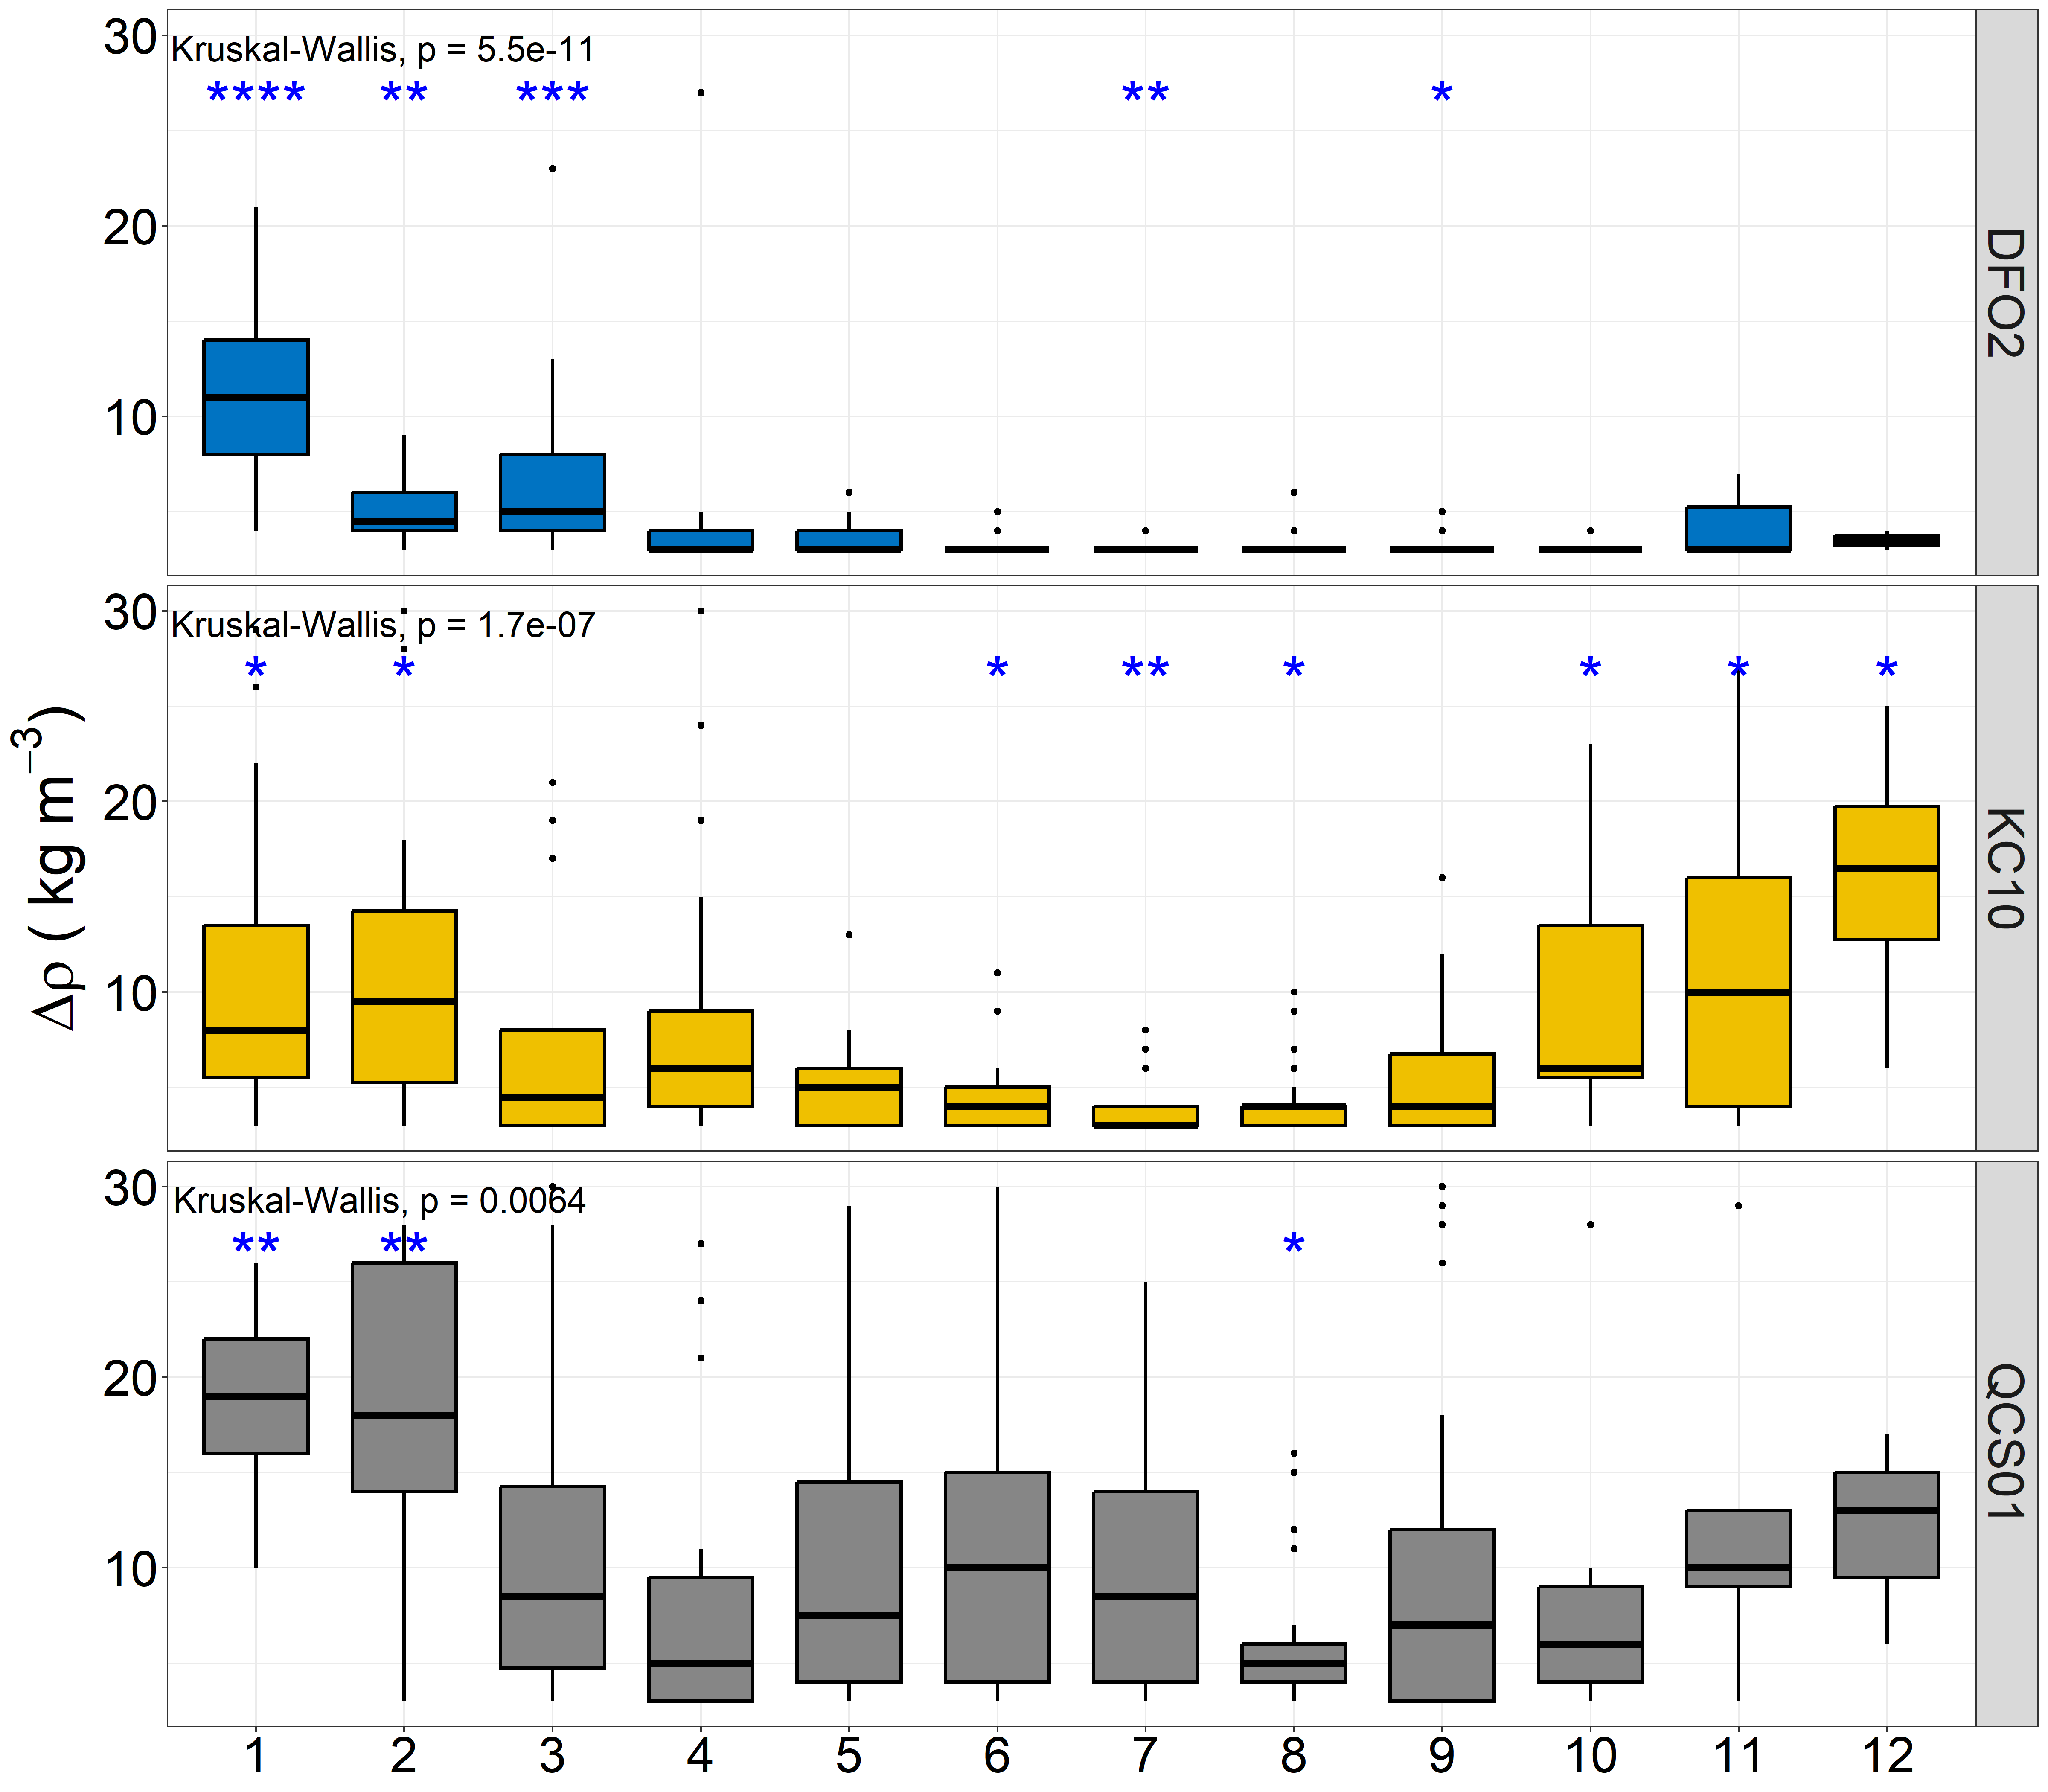 30
20
10
Kruskal-Wallis, p = 5.5e-11
**** ** *** ** *
DFO2
30
20
10
Kruskal-Wallis, p = 1.7e-07
* * * ** * * * *
KC10
Δρ ( kg m⁻³)
30
20
10
Kruskal-Wallis, p = 0.0064
** ** *
QCS01
1 2 3 4 5 6 7 8 9 10 11 12